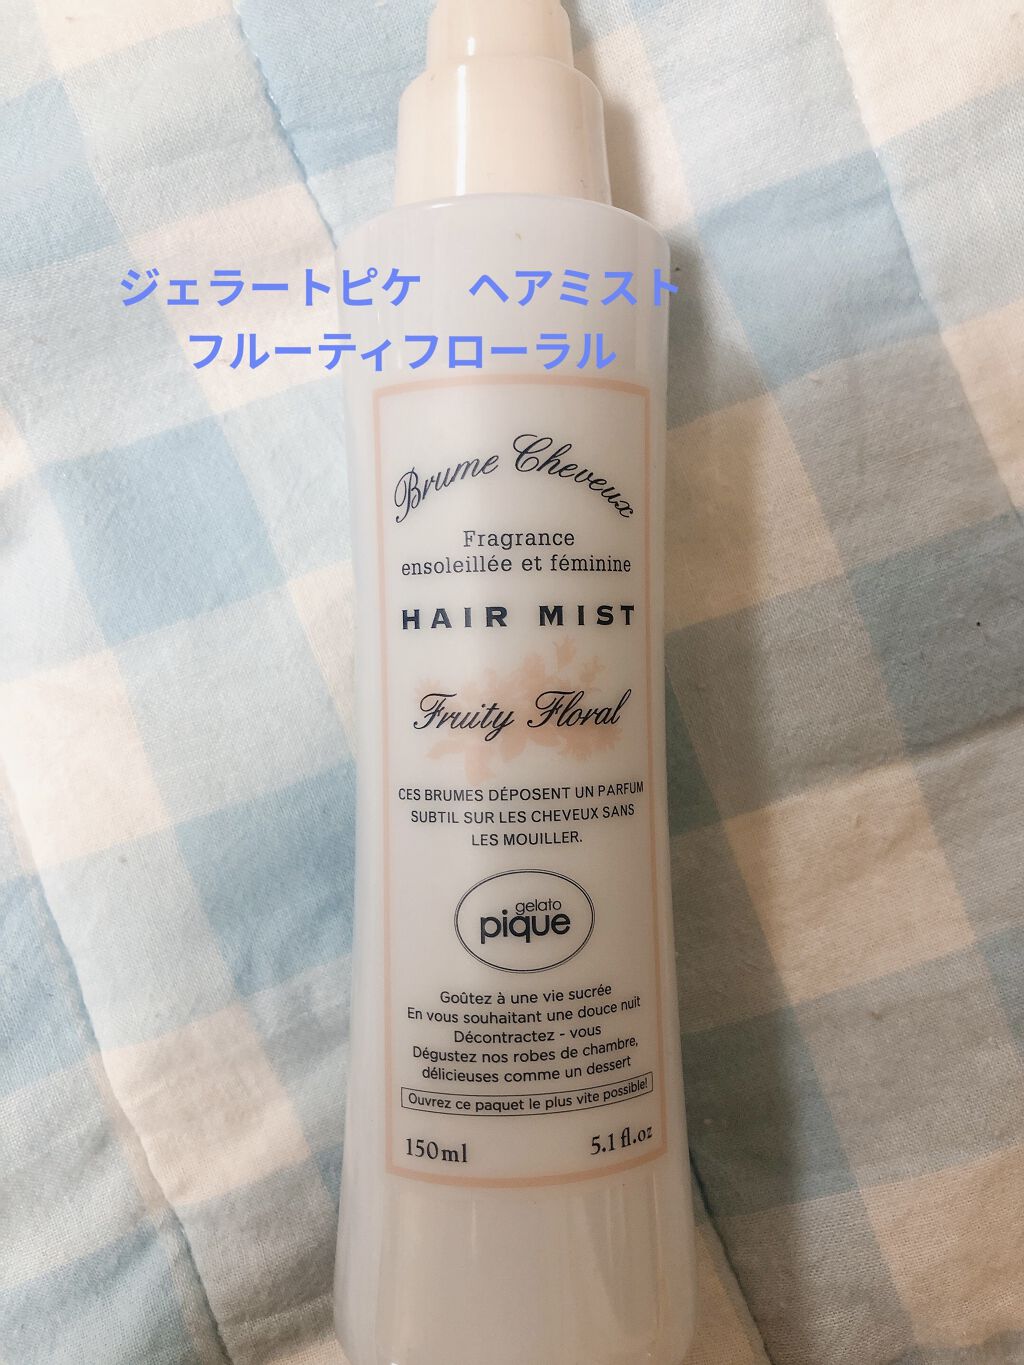 ジェラートピケ　ヘアミスト
フルーティフローラル
Brume Cheveux
Fragrance
ensoleillée et féminine
HAIR MIST
Fruity Floral
CES BRUMES DÉPOSENT UN PARFUM
SUBTIL SUR LES CHEVEUX SANS
LES MOUILLER.
gelato
pique
Goûtez à une vie sucrée
En vous souhaitant une douce nuit
Décontractez - vous
Dégustez nos robes de chambre,
délicieuses comme un dessert
Ouvrez ce paquet le plus vite possible!
150ml 5.1 fl.oz